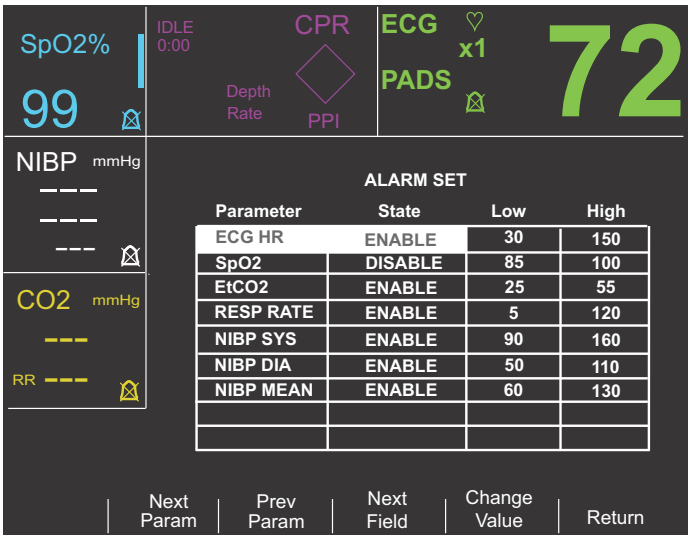 SpO2%
99
IDLE
0:00
CPR
Depth
Rate
PPI
ECG
x1
PADS
72
NIBP mmHg
---
---
---
CO2 mmHg
---
RR ---
ALARM SET
Parameter State Low High
ECG HR ENABLE 30 150
SpO2 DISABLE 85 100
EtCO2 ENABLE 25 55
RESP RATE ENABLE 5 120
NIBP SYS ENABLE 90 160
NIBP DIA ENABLE 50 110
NIBP MEAN ENABLE 60 130
Next Param
Prev Param
Next Field
Change Value
Return